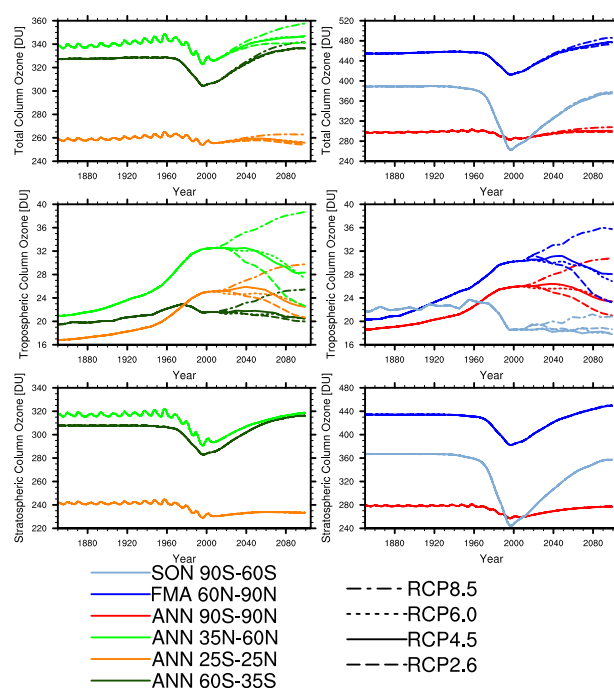 Total Column Ozone [DU]
360
340
320
300
280
260
240
1880 1920 1960 2000 2040 2080
Year
Total Column Ozone [DU]
520
480
440
400
360
320
280
240
1880 1920 1960 2000 2040 2080
Year
Tropospheric Column Ozone [DU]
40
36
32
28
24
20
16
1880 1920 1960 2000 2040 2080
Year
Tropospheric Column Ozone [DU]
40
36
32
28
24
20
16
1880 1920 1960 2000 2040 2080
Year
Stratospheric Column Ozone [DU]
340
320
300
280
260
240
220
1880 1920 1960 2000 2040 2080
Year
Stratospheric Column Ozone [DU]
480
440
400
360
320
280
240
1880 1920 1960 2000 2040 2080
Year
SON 90S-60S
FMA 60N-90N
ANN 90S-90N
ANN 35N-60N
ANN 25S-25N
ANN 60S-35S
RCP8.5
RCP6.0
RCP4.5
RCP2.6